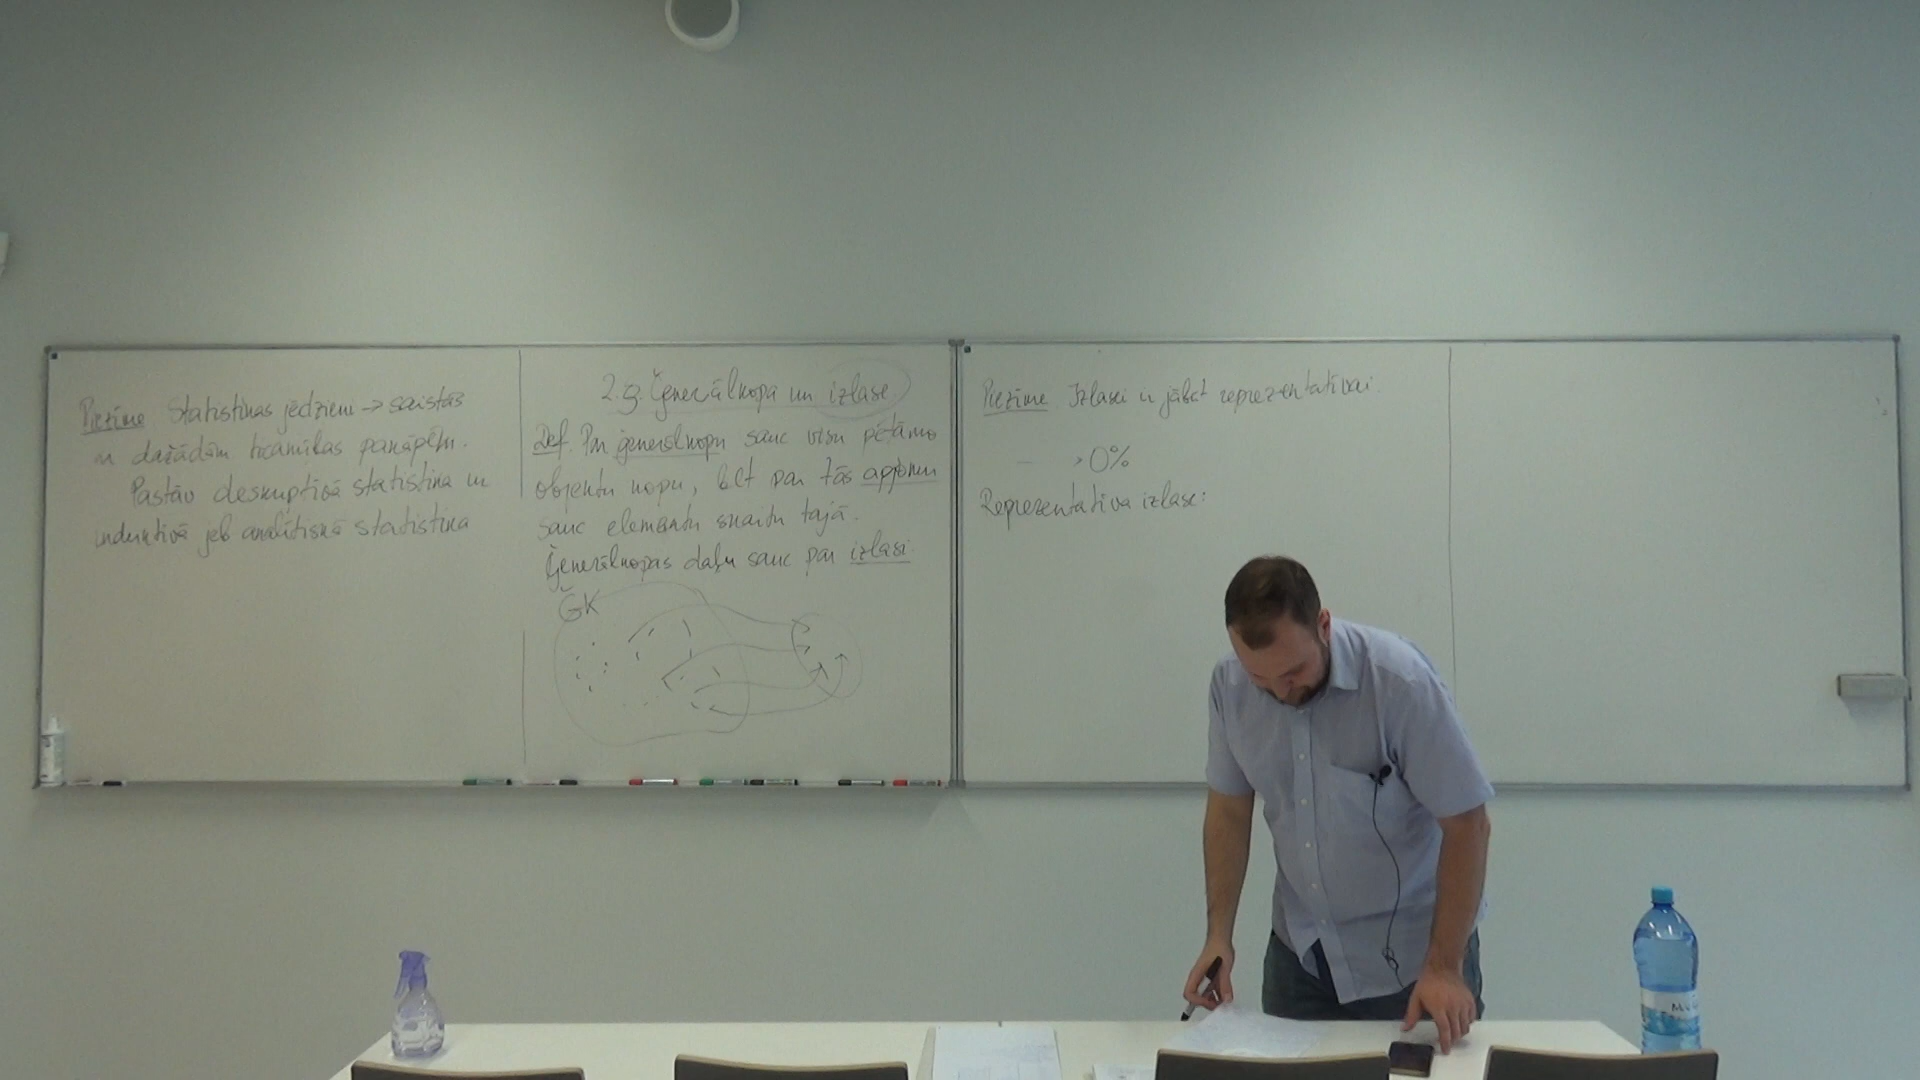 Piezīme Statistikas jēdzieni -> saistās
ar dažādām ticamības pakāpēm.
Pastāv deskriptīvā statistika un
induktīvā jeb analītiskā statistika
2.3. Ģenerālkopa un izlase
Def. Par ģenerālkopu sauc visu pētāmo
objektu kopu, bet par tās apjomu
sauc elementu skaitu tajā.
Ģenerālkopas daļu sauc par izlasi
ĢK
Piezīme Izlasei ir jābūt reprezentatīvai.
0%
Reprezentatīva izlase: